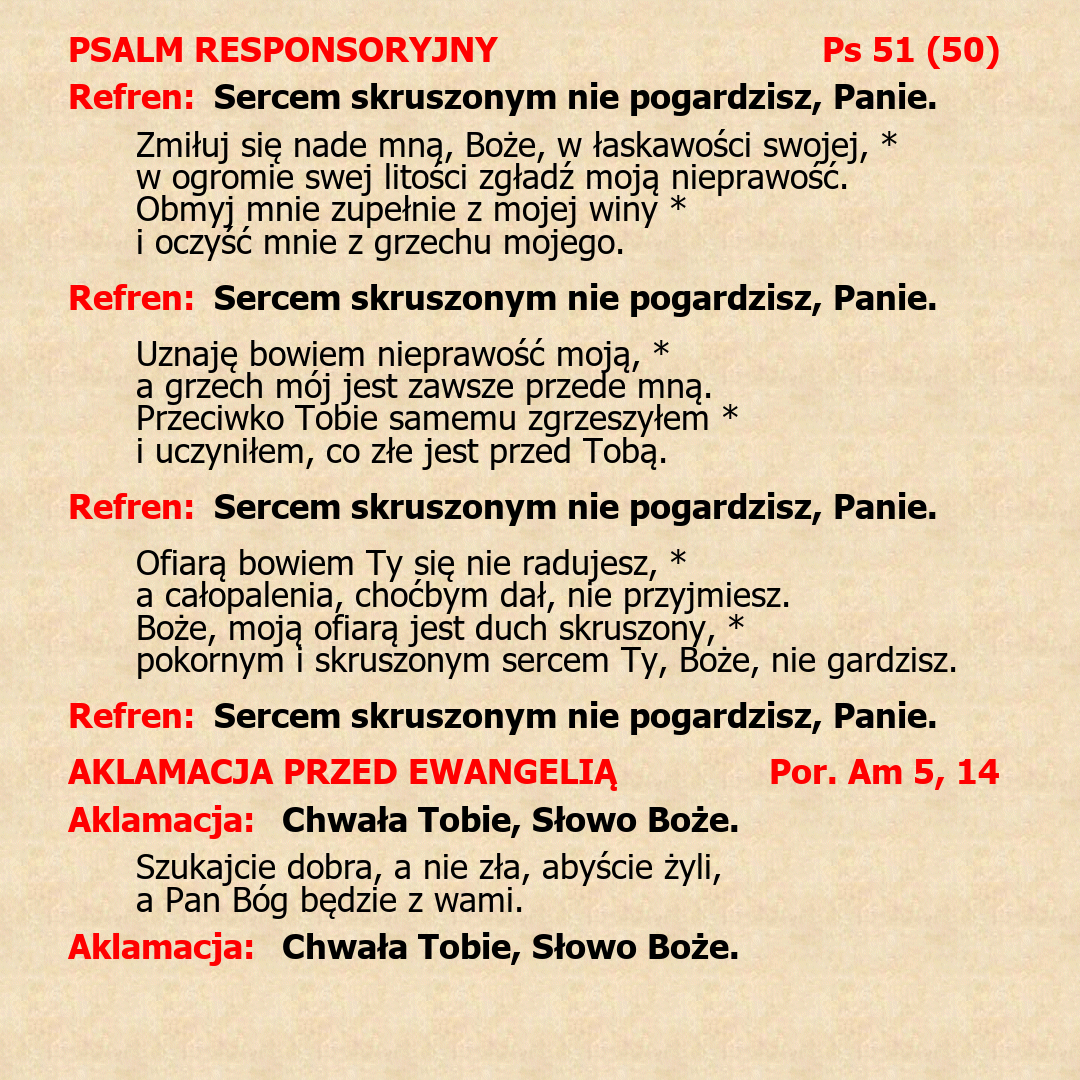 PSALM RESPONSORYJNY Ps 51 (50)
Refren: Sercem skruszonym nie pogardzisz, Panie.
Zmiłuj się nade mną, Boże, w łaskawości swojej, *
w ogromie swej litości zgładź moją nieprawość.
Obmyj mnie zupełnie z mojej winy *
i oczyść mnie z grzechu mojego.
Refren: Sercem skruszonym nie pogardzisz, Panie.
Uznaję bowiem nieprawość moją, *
a grzech mój jest zawsze przede mną.
Przeciwko Tobie samemu zgrzeszyłem *
i uczyniłem, co złe jest przed Tobą.
Refren: Sercem skruszonym nie pogardzisz, Panie.
Ofiarą bowiem Ty się nie radujesz, *
a całopalenia, choćbym dał, nie przyjmiesz.
Boże, moją ofiarą jest duch skruszony, *
pokornym i skruszonym sercem Ty, Boże, nie gardzisz.
Refren: Sercem skruszonym nie pogardzisz, Panie.
AKLAMACJA PRZED EWANGELIĄ Por. Am 5, 14
Aklamacja: Chwała Tobie, Słowo Boże.
Szukajcie dobra, a nie zła, abyście żyli,
a Pan Bóg będzie z wami.
Aklamacja: Chwała Tobie, Słowo Boże.